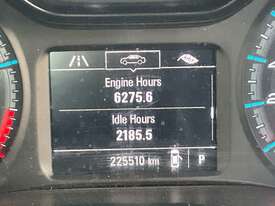 Engine Hours
6275.6
Idle Hours
2185.5
225510 km P